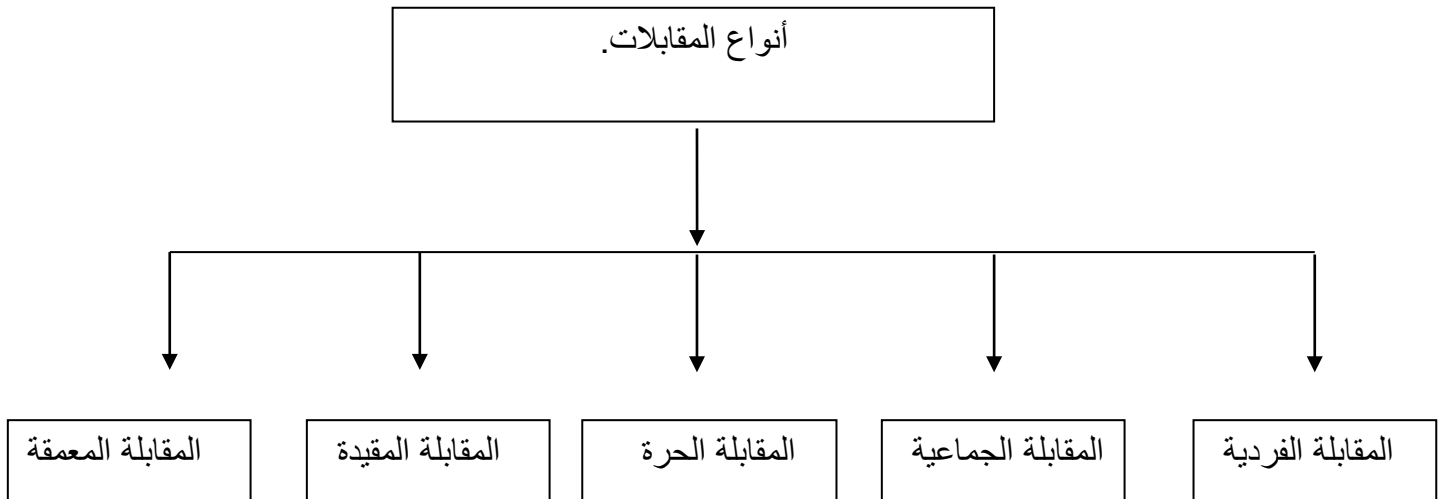 أنواع المقابلات.
المقابلة الفردية
المقابلة الجماعية
المقابلة الحرة
المقابلة المقيدة
المقابلة المعمقة